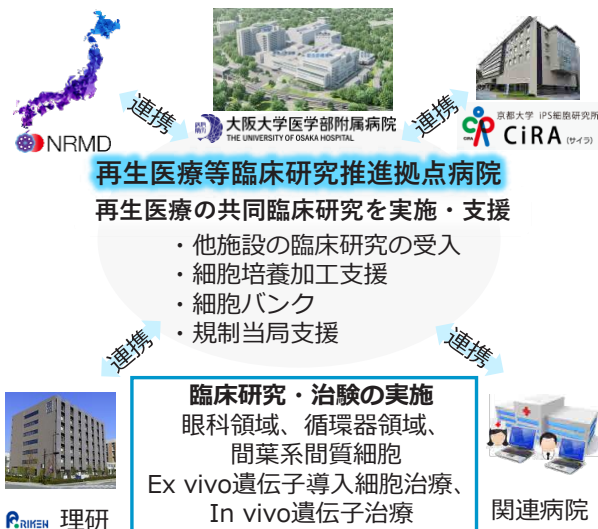 連携
連携
NRMD
大阪大学医学部附属病院
THE UNIVERSITY OF OSAKA HOSPITAL
京都大学 iPS細胞研究所
CiRA (サイラ)
CiRA
再生医療等臨床研究推進拠点病院
再生医療の共同臨床研究を実施・支援
・他施設の臨床研究の受入
・細胞培養加工支援
・細胞バンク
・規制当局支援
連携
連携
臨床研究・治験の実施
眼科領域、循環器領域、
間葉系間質細胞
Ex vivo遺伝子導入細胞治療、
In vivo遺伝子治療
RIKEN 理研
関連病院